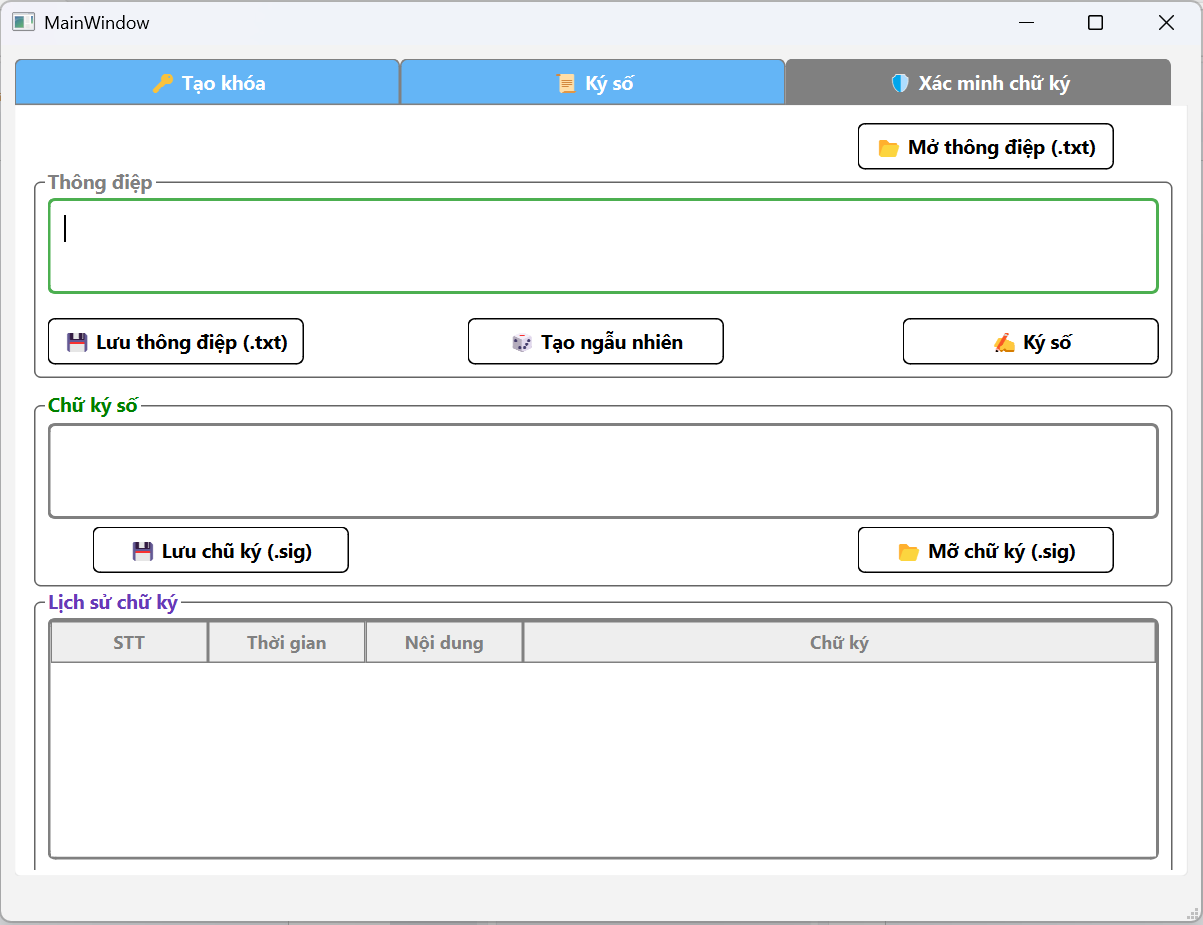 MainWindow
🔑 Tạo khóa
📜 Ký số
🛡️ Xác minh chữ ký
📂 Mở thông điệp (.txt)
Thông điệp
💾 Lưu thông điệp (.txt)
🎲 Tạo ngẫu nhiên
✍️ Ký số
Chữ ký số
💾 Lưu chũ ký (.sig)
📂 Mỡ chữ ký (.sig)
Lịch sử chữ ký
STT Thời gian Nội dung Chữ ký